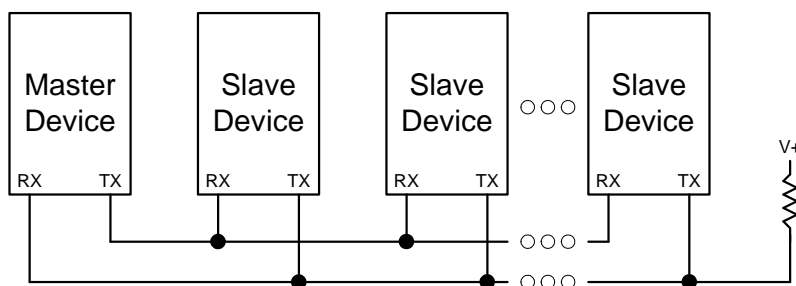 Master
Device
Slave
Device
Slave
Device
Slave
Device
RX TX
RX TX
RX TX
RX TX
V+